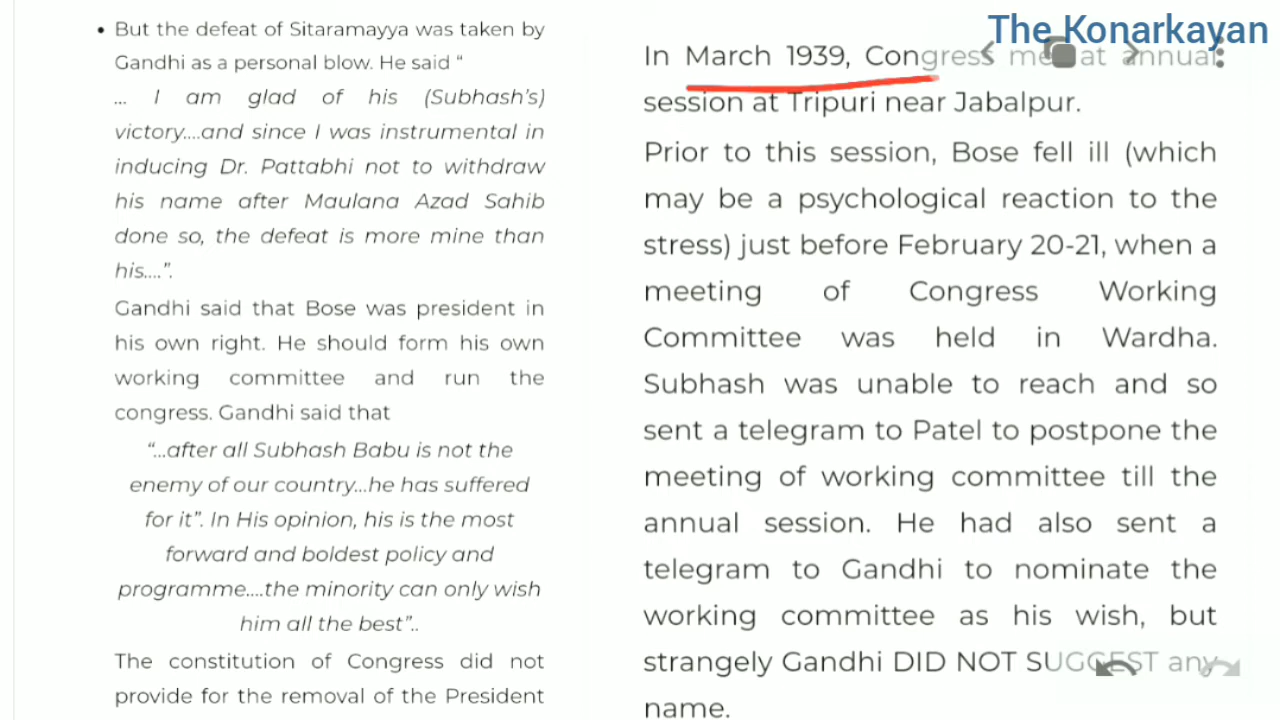 The Konarkayan
• But the defeat of Sitaramayya was taken by
Gandhi as a personal blow. He said “
... I am glad of his (Subhash’s)
victory....and since I was instrumental in
inducing Dr. Pattabhi not to withdraw
his name after Maulana Azad Sahib
done so, the defeat is more mine than
his....”.
Gandhi said that Bose was president in
his own right. He should form his own
working committee and run the
congress. Gandhi said that
“...after all Subhash Babu is not the
enemy of our country...he has suffered
for it”. In His opinion, his is the most
forward and boldest policy and
programme....the minority can only wish
him all the best”..
The constitution of Congress did not
provide for the removal of the President
In March 1939, Congress met at annual
session at Tripuri near Jabalpur.
Prior to this session, Bose fell ill (which
may be a psychological reaction to the
stress) just before February 20-21, when a
meeting of Congress Working
Committee was held in Wardha.
Subhash was unable to reach and so
sent a telegram to Patel to postpone the
meeting of working committee till the
annual session. He had also sent a
telegram to Gandhi to nominate the
working committee as his wish, but
strangely Gandhi DID NOT SUGGEST any
name.